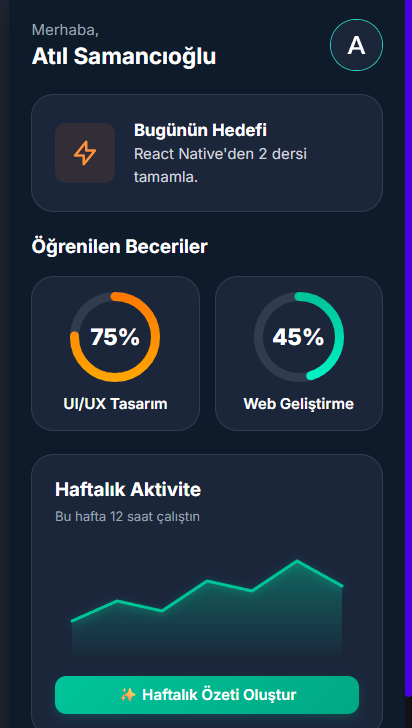 Merhaba,
Atıl Samancıoğlu
A
Bugünün Hedefi
React Native'den 2 dersi
tamamla.
Öğrenilen Beceriler
75%
45%
UI/UX Tasarım
Web Geliştirme
Haftalık Aktivite
Bu hafta 12 saat çalıştın
✨ Haftalık Özeti Oluştur